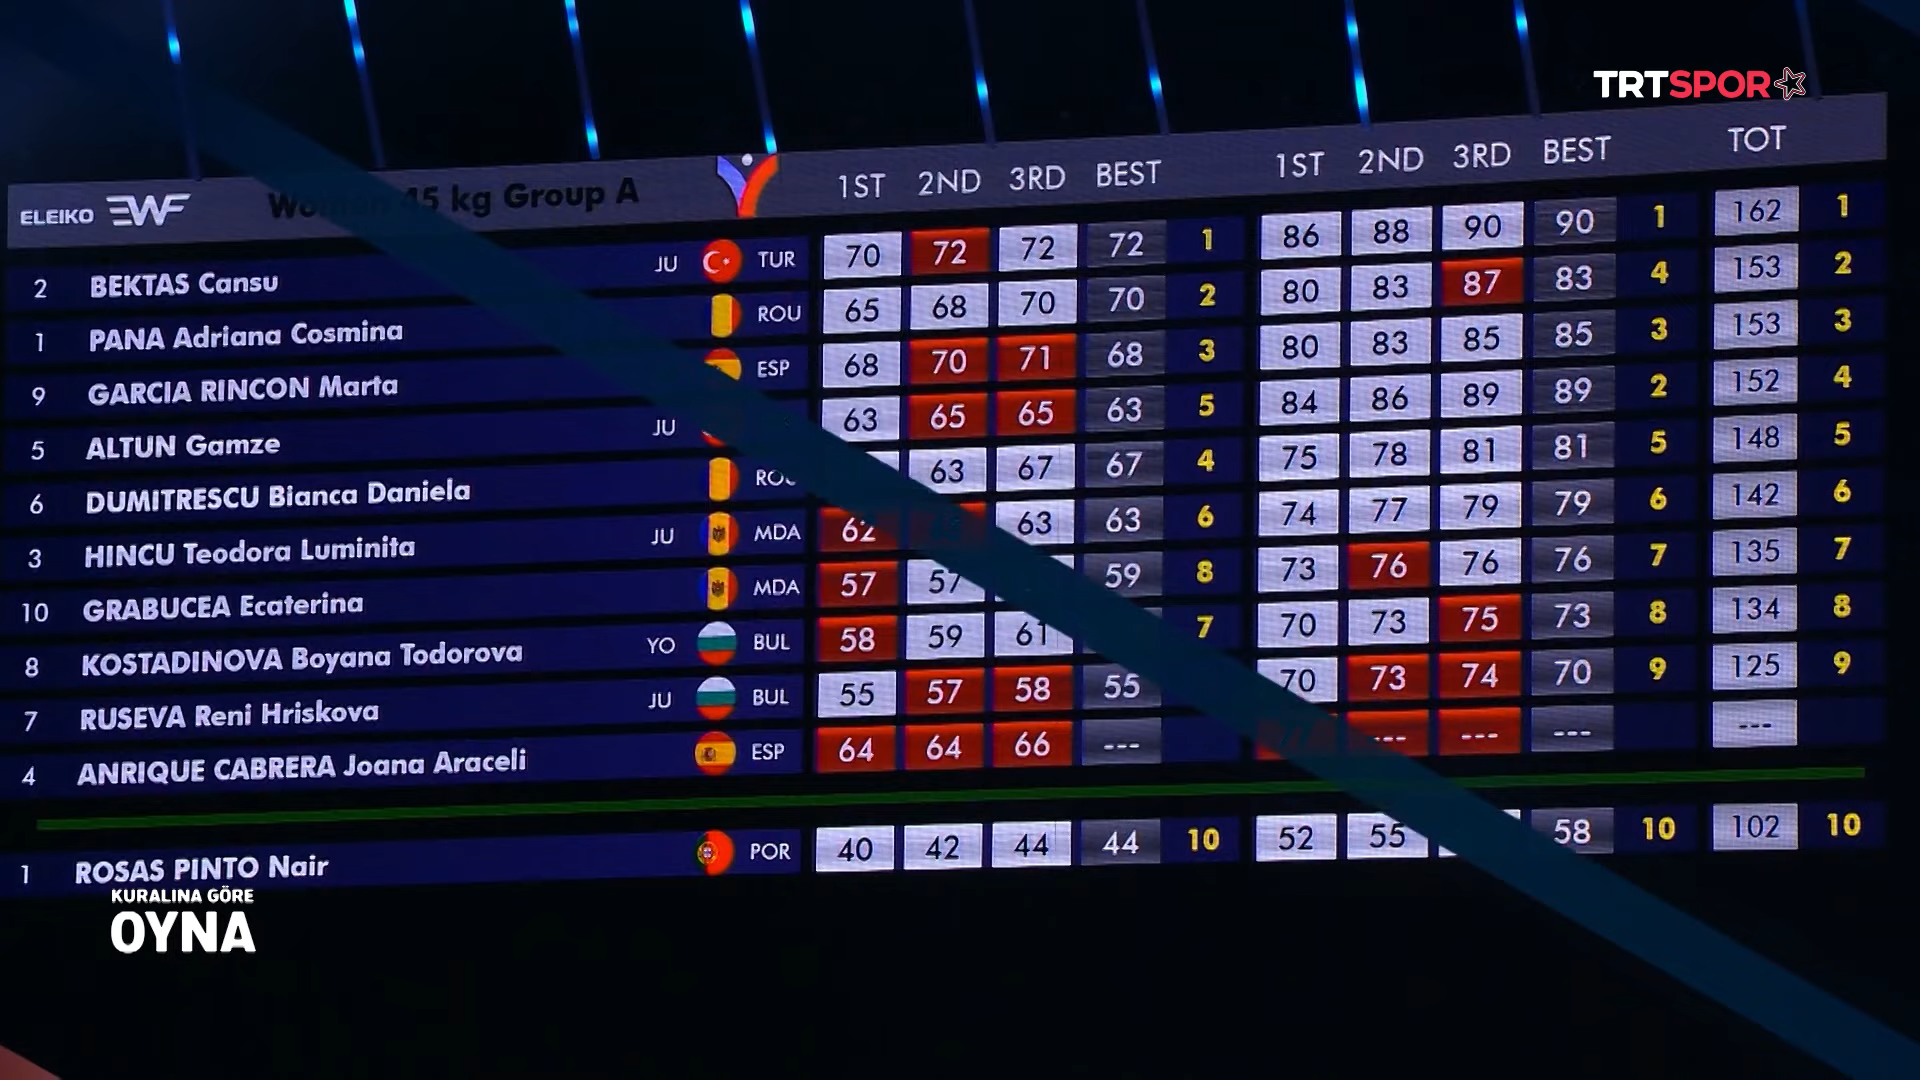 TRTSPOR
ELEIKO EWF Women 45 kg Group A 1ST 2ND 3RD BEST 1ST 2ND 3RD BEST TOT
2 BEKTAS Cansu JU TUR 70 72 72 72 1 86 88 90 90 1 162 1
1 PANA Adriana Cosmina ROU 65 68 70 70 2 80 83 87 83 4 153 2
9 GARCIA RINCON Marta ESP 68 70 71 68 3 80 83 85 85 3 153 3
5 ALTUN Gamze JU 63 65 65 63 5 84 86 89 89 2 152 4
6 DUMITRESCU Bianca Daniela ROU 63 67 67 4 75 78 81 81 5 148 5
3 HINCU Teodora Luminita JU MDA 62 63 63 6 74 77 79 79 6 142 6
10 GRABUCEA Ecaterina MDA 57 57 59 8 73 76 76 76 7 135 7
8 KOSTADINOVA Boyana Todorova YO BUL 58 59 61 7 70 73 75 73 8 134 8
7 RUSEVA Reni Hriskova JU BUL 55 57 58 55 70 73 74 70 9 125 9
4 ANRIQUE CABRERA Joana Araceli ESP 64 64 66 --- --- --- --- ---
1 ROSAS PINTO Nair POR 40 42 44 44 10 52 55 58 10 102 10
KURALINA GÖRE
OYNA